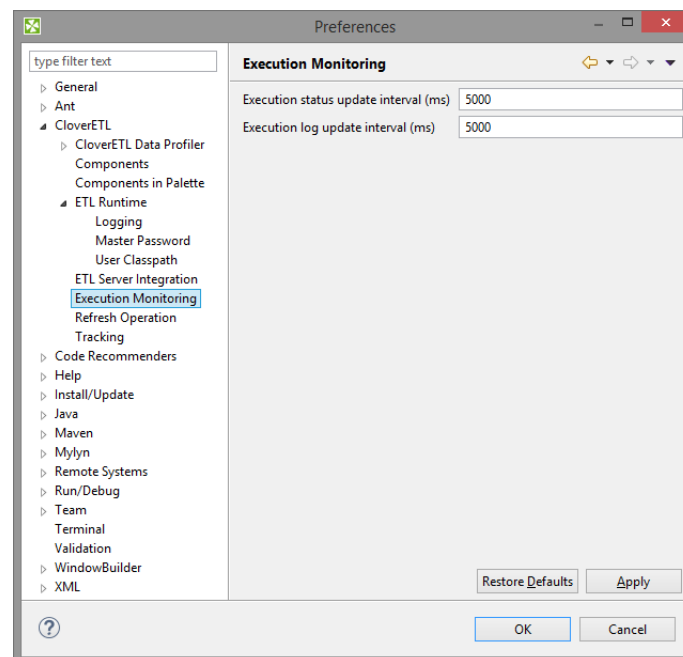 Preferences
type filter text
General
Ant
CloverETL
CloverETL Data Profiler
Components
Components in Palette
ETL Runtime
Logging
Master Password
User Classpath
ETL Server Integration
Execution Monitoring
Refresh Operation
Tracking
Code Recommenders
Help
Install/Update
Java
Maven
Mylyn
Remote Systems
Run/Debug
Team
Terminal
Validation
WindowBuilder
XML
Execution Monitoring
Execution status update interval (ms) 5000
Execution log update interval (ms) 5000
Restore Defaults Apply
OK Cancel